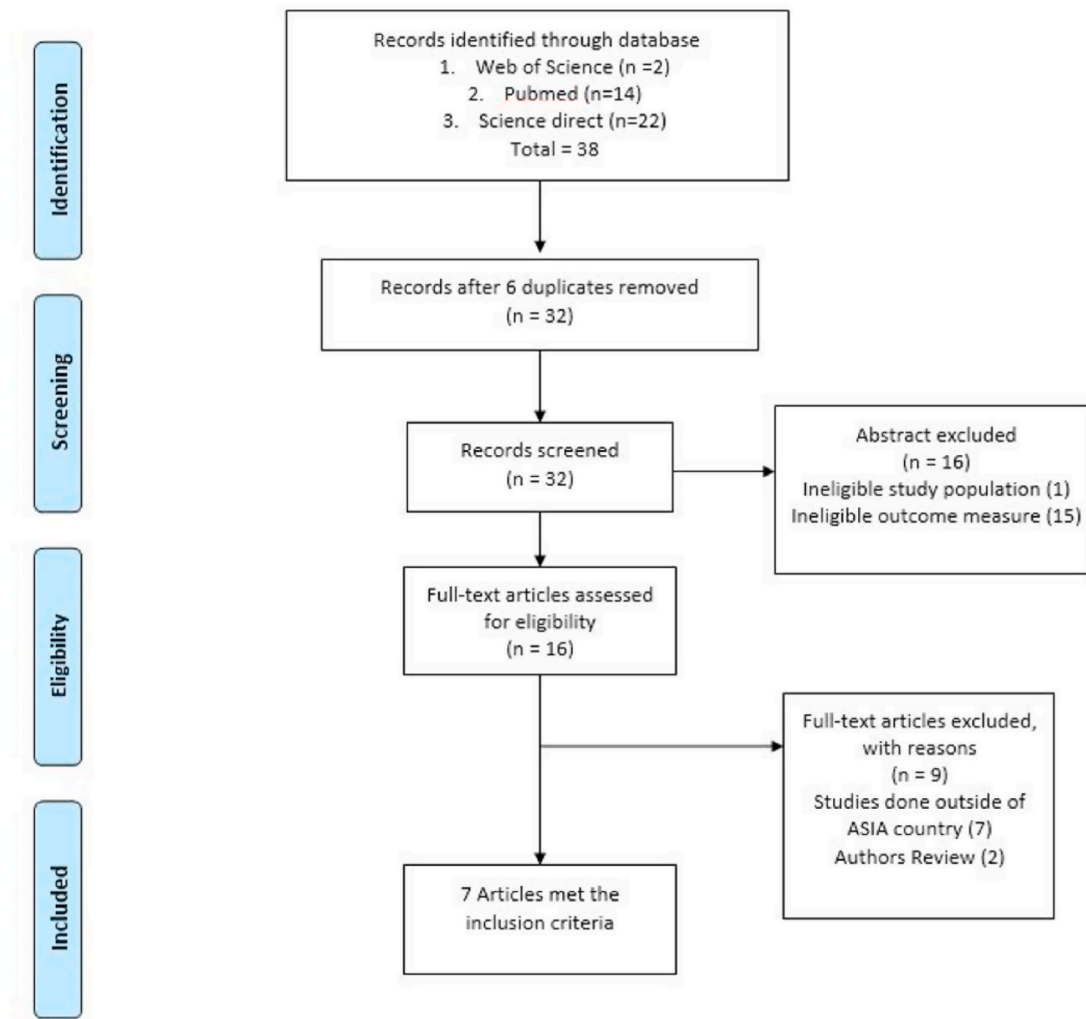 Identification
Records identified through database
1. Web of Science (n =2)
2. Pubmed (n=14)
3. Science direct (n=22)
Total = 38
Records after 6 duplicates removed
(n = 32)
Screening
Records screened
(n = 32)
Abstract excluded
(n = 16)
Ineligible study population (1)
Ineligible outcome measure (15)
Eligibility
Full-text articles assessed
for eligibility
(n = 16)
Full-text articles excluded,
with reasons
(n = 9)
Studies done outside of
ASIA country (7)
Authors Review (2)
Included
7 Articles met the
inclusion criteria